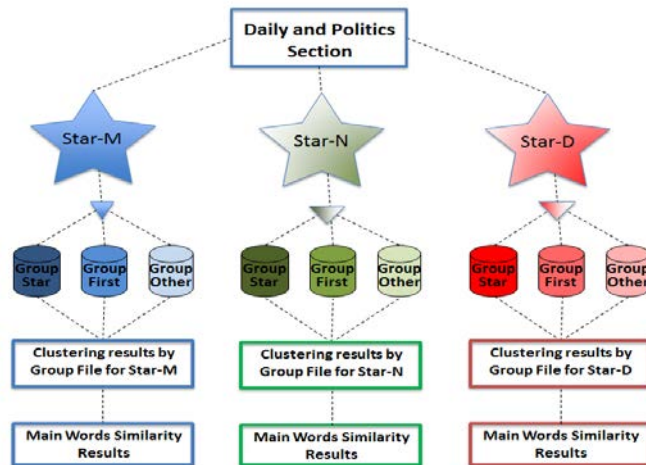 Daily and Politics
Section
Star-M
Star-N
Star-D
Group
Star
Group
First
Group
Other
Group
Star
Group
First
Group
Other
Group
Star
Group
First
Group
Other
Clustering results by
Group File for Star-M
Clustering results by
Group File for Star-N
Clustering results by
Group File for Star-D
Main Words Similarity
Results
Main Words Similarity
Results
Main Words Similarity
Results